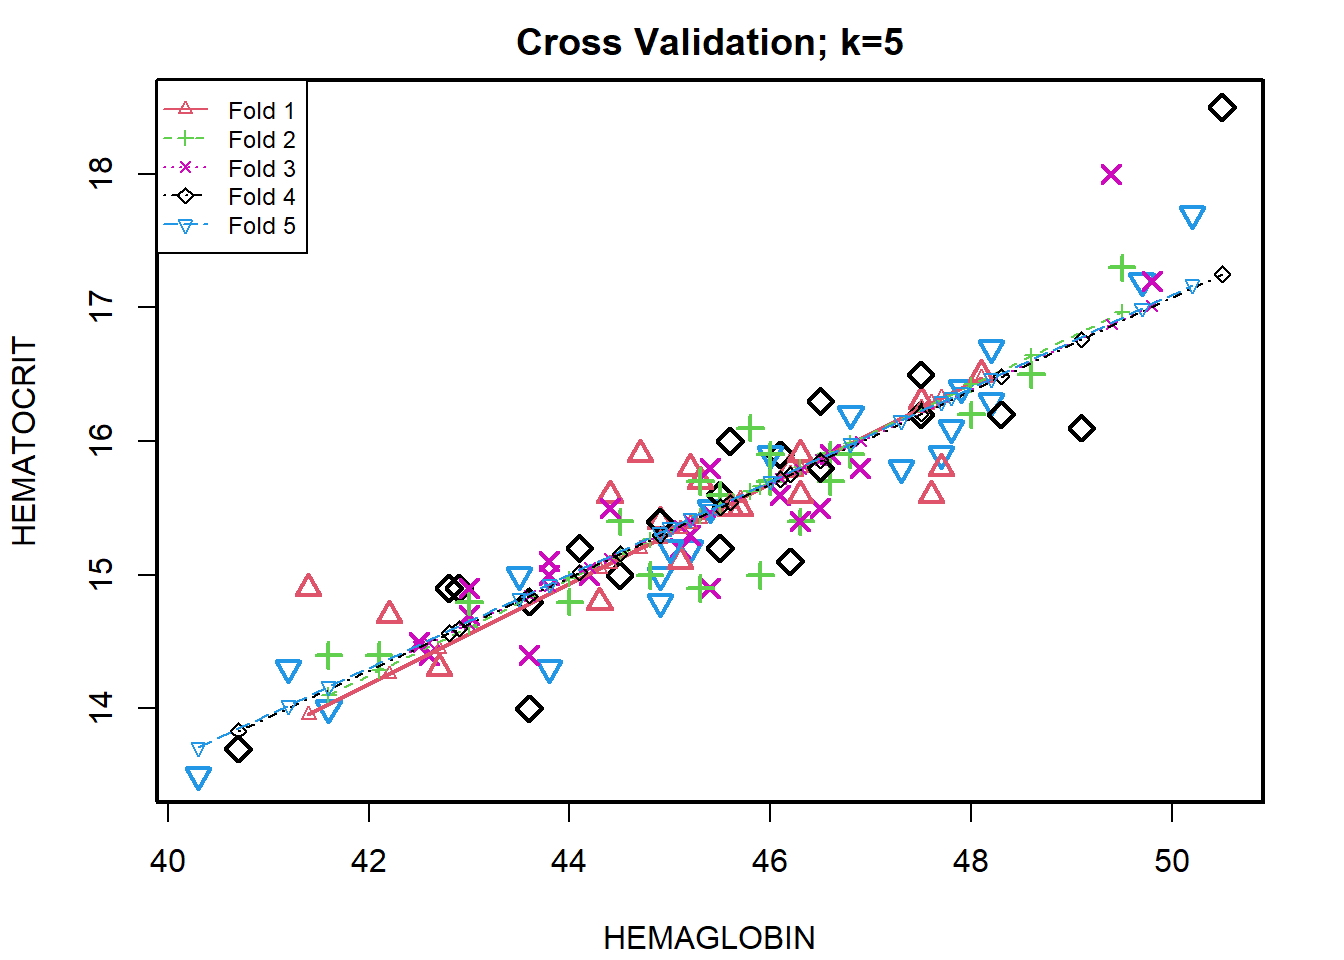 Cross Validation; k=5
Fold 1
Fold 2
Fold 3
Fold 4
Fold 5
HEMATOCRIT
18
17
16
15
14
40 42 44 46 48 50
HEMAGLOBIN